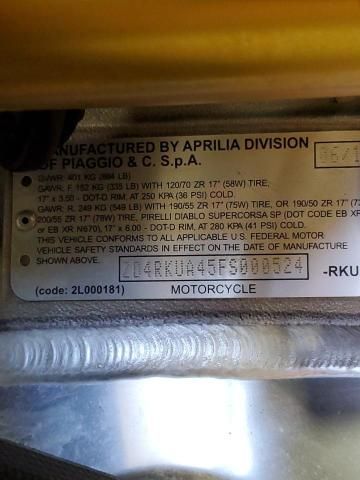 MANUFACTURED BY APRILIA DIVISION
OF PIAGGIO & C. S.p.A.
06/1
GVWR: 401 KG (884 LB)
GAWR: F. 152 KG (335 LB) WITH 120/70 ZR 17" (58W) TIRE,
17" x 3.50 - DOT-D RIM, AT 250 KPA (36 PSI) COLD.
GAWR: R. 249 KG (549 LB) WITH 190/55 ZR 17" (75W) TIRE, OR 190/50 ZR 17" (73
200/55 ZR 17" (78W) TIRE, PIRELLI DIABLO SUPERCORSA SP (DOT CODE EB XR
or EB XR N670), 17" x 6.00 - DOT-D RIM, AT 280 KPA (41 PSI) COLD.
THIS VEHICLE CONFORMS TO ALL APPLICABLE U.S. FEDERAL MOTOR
VEHICLE SAFETY STANDARDS IN EFFECT ON THE DATE OF MANUFACTURE
SHOWN ABOVE.
ZD4RKUA45FS000524
-RKU
(code: 2L000181)
MOTORCYCLE